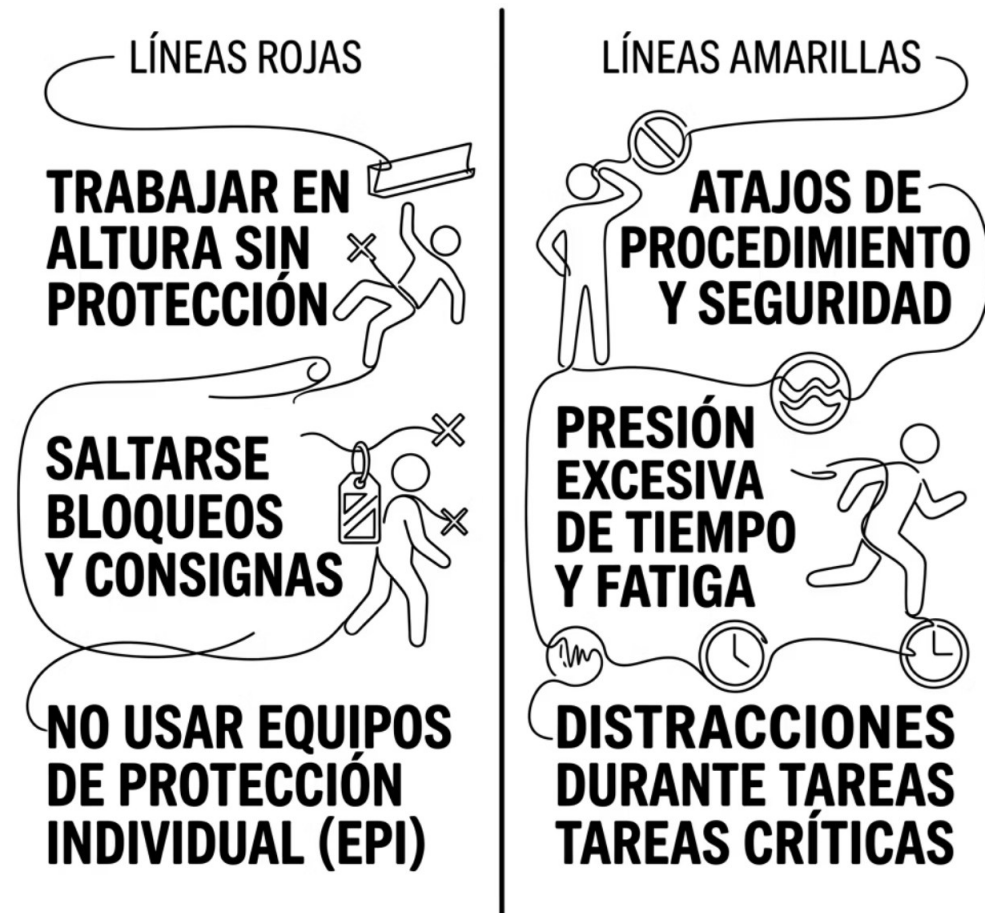 LÍNEAS ROJAS
TRABAJAR EN
ALTURA SIN
PROTECCIÓN
SALTARSE
BLOQUEOS
Y CONSIGNAS
NO USAR EQUIPOS
DE PROTECCIÓN
INDIVIDUAL (EPI)
LÍNEAS AMARILLAS
ATAJOS DE
PROCEDIMIENTO
Y SEGURIDAD
PRESIÓN
EXCESIVA
DE TIEMPO
Y FATIGA
DISTRACCIONES
DURANTE TAREAS
TAREAS CRÍTICAS